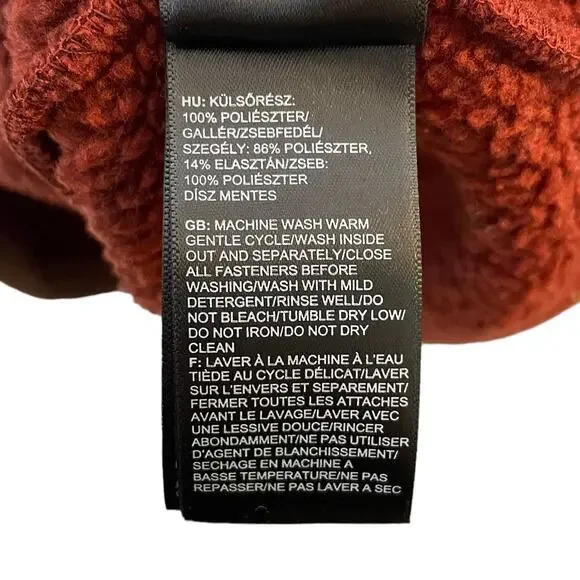 HU: KÜLSŐRÉSZ:
100% POLIÉSZTER/
GALLÉR/ZSEBFEDÉL/
SZEGÉLY: 86% POLIÉSZTER,
14% ELASZTÁN/ZSEB:
100% POLIÉSZTER
DÍSZ MENTES
GB: MACHINE WASH WARM
GENTLE CYCLE/WASH INSIDE
OUT AND SEPARATELY/CLOSE
ALL FASTENERS BEFORE
WASHING/WASH WITH MILD
DETERGENT/RINSE WELL/DO
NOT BLEACH/TUMBLE DRY LOW/
DO NOT IRON/DO NOT DRY
CLEAN
F: LAVER À LA MACHINE À L'EAU
TIÈDE AU CYCLE DÉLICAT/LAVER
SUR L'ENVERS ET SEPAREMENT/
FERMER TOUTES LES ATTACHES
AVANT LE LAVAGE/LAVER AVEC
UNE LESSIVE DOUCE/RINCER
ABONDAMMENT/NE PAS UTILISER
D'AGENT DE BLANCHISSEMENT/
SECHAGE EN MACHINE A
BASSE TEMPERATURE/NE PAS
REPASSER/NE PAS LAVER A SEC